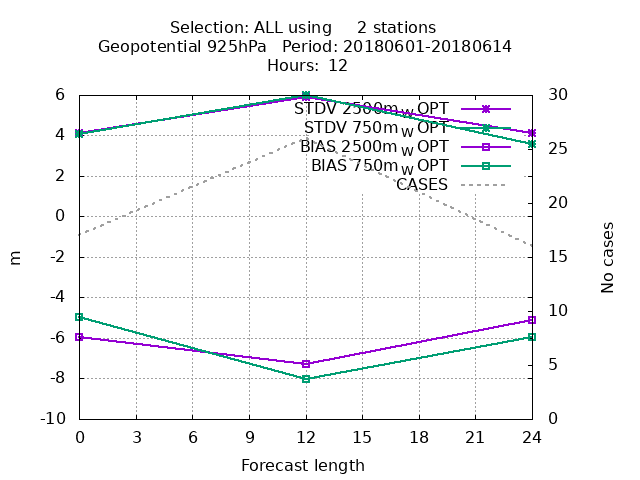 Selection: ALL using     2 stations
Geopotential 925hPa   Period: 20180601-20180614
Hours:  12
STDV 2500m W OPT
STDV 750m W OPT
BIAS 2500m W OPT
BIAS 750m W OPT
CASES
6
4
2
0
-2
-4
-6
-8
-10
m
30
25
20
15
10
5
0
No cases
0 3 6 9 12 15 18 21 24
Forecast length